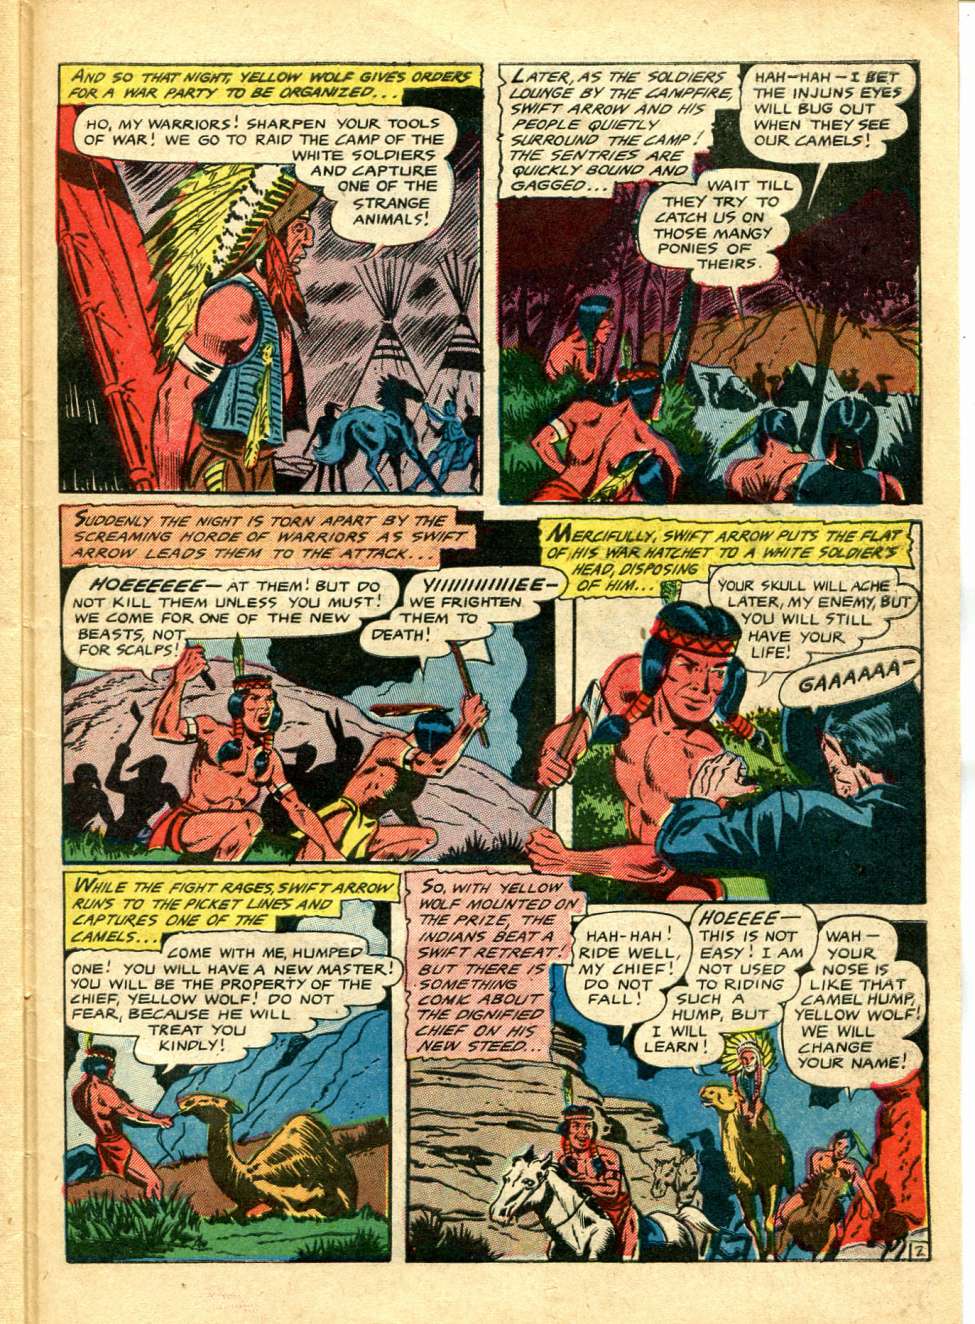 AND SO THAT NIGHT, YELLOW WOLF GIVES ORDERS
FOR A WAR PARTY TO BE ORGANIZED...
HO, MY WARRIORS! SHARPEN YOUR TOOLS
OF WAR! WE GO TO RAID THE CAMP OF THE
WHITE SOLDIERS
AND CAPTURE
ONE OF THE
STRANGE
ANIMALS!
LATER, AS THE SOLDIERS
LOUNGE BY THE CAMPFIRE,
SWIFT ARROW AND HIS
PEOPLE QUIETLY
SURROUND THE CAMP!
THE SENTRIES ARE
QUICKLY BOUND AND
GAGGED...
HAH-HAH-I BET
THE INJUNS EYES
WILL BUG OUT
WHEN THEY SEE
OUR CAMELS!
WAIT TILL
THEY TRY TO
CATCH US ON
THOSE MANGY
PONIES OF
THEIRS.
SUDDENLY THE NIGHT IS TORN APART BY THE
SCREAMING HORDE OF WARRIORS AS SWIFT
ARROW LEADS THEM TO THE ATTACK...
HOEEEEEE- AT THEM! BUT DO
NOT KILL THEM UNLESS YOU MUST!
WE COME FOR ONE OF THE NEW
BEASTS, NOT
FOR SCALPS!
YIIIIIIIIIIIEE-
WE FRIGHTEN
THEM TO
DEATH!
MERCIFULLY, SWIFT ARROW PUTS THE FLAT
OF HIS WAR HATCHET TO A WHITE SOLDIER'S
HEAD, DISPOSING
OF HIM...
YOUR SKULL WILL ACHE
LATER, MY ENEMY, BUT
YOU WILL STILL
HAVE YOUR
LIFE!
GAAAAAA-
WHILE THE FIGHT RAGES, SWIFT ARROW
RUNS TO THE PICKET LINES AND
CAPTURES ONE OF THE
CAMELS...
COME WITH ME, HUMPED
ONE! YOU WILL HAVE A NEW MASTER!
YOU WILL BE THE PROPERTY OF THE
CHIEF, YELLOW WOLF! DO NOT
FEAR, BECAUSE HE WILL
TREAT YOU
KINDLY!
SO, WITH YELLOW
WOLF MOUNTED ON
THE PRIZE, THE
INDIANS BEAT A
SWIFT RETREAT!
BUT THERE IS
SOMETHING
COMIC ABOUT
THE DIGNIFIED
CHIEF ON HIS
NEW STEED...
HAH-HAH!
RIDE WELL,
MY CHIEF!
DO NOT
FALL!
HOEEEE-
THIS IS NOT
EASY! I AM
NOT USED
TO RIDING
SUCH A
HUMP, BUT
I WILL
LEARN!
WAH-
YOUR
NOSE IS
LIKE THAT
CAMEL HUMP,
YELLOW WOLF!
WE WILL
CHANGE
YOUR NAME!
2